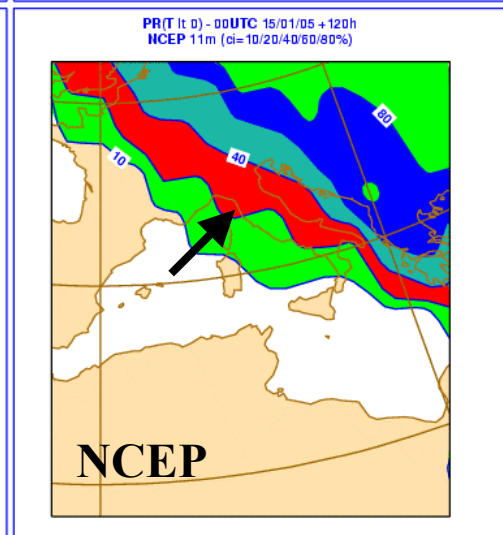 PR(T lt 0) - 00UTC 15/01/05 +120h
NCEP 11m (ci=10/20/40/60/80%)
80
10
40
NCEP